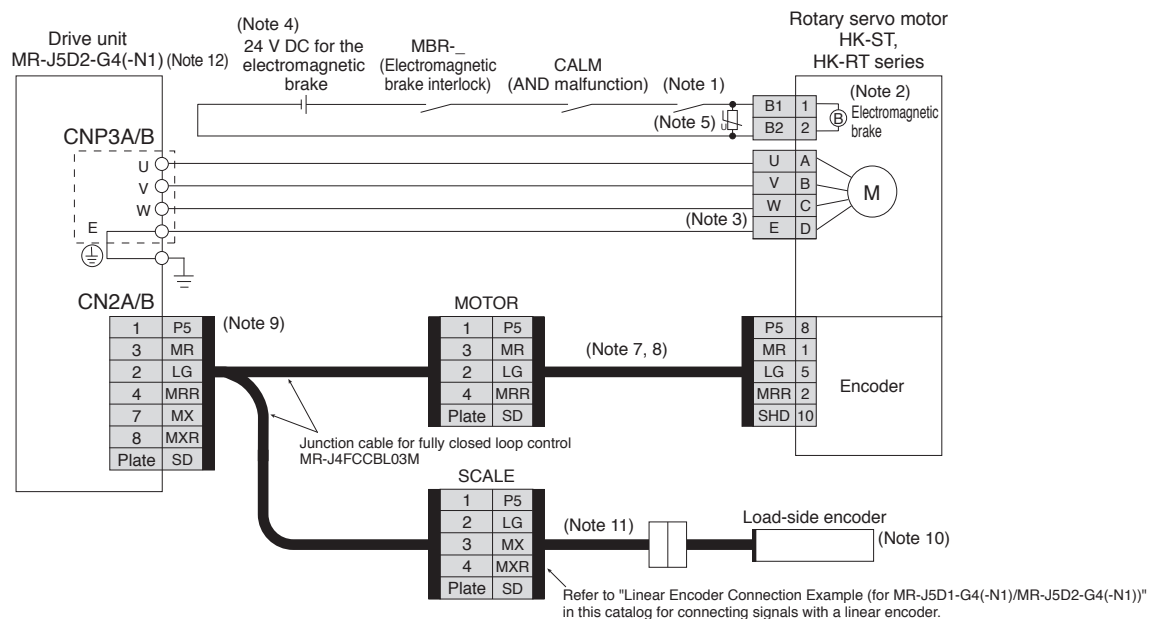 Drive unit
MR-J5D2-G4(-N1) (Note 12)
(Note 4)
24 V DC for the
electromagnetic
brake
MBR-_
(Electromagnetic
brake interlock)
CALM
(AND malfunction)
(Note 1)
Rotary servo motor
HK-ST,
HK-RT series
(Note 2)
Electromagnetic
brake
B
(Note 5)
U
B1 1
B2 2
CNP3A/B
U
V
W
E
(Note 3)
U A
V B
W C
E D
M
CN2A/B
1 P5
3 MR
2 LG
4 MRR
7 MX
8 MXR
Plate SD
(Note 9)
MOTOR
1 P5
3 MR
2 LG
4 MRR
Plate SD
(Note 7, 8)
P5 8
MR 1
LG 5
MRR 2
SHD 10
Encoder
Junction cable for fully closed loop control
MR-J4FCCBL03M
SCALE
1 P5
2 LG
3 MX
4 MXR
Plate SD
(Note 11)
Load-side encoder
(Note 10)
Refer to "Linear Encoder Connection Example (for MR-J5D1-G4(-N1)/MR-J5D2-G4(-N1))"
in this catalog for connecting signals with a linear encoder.